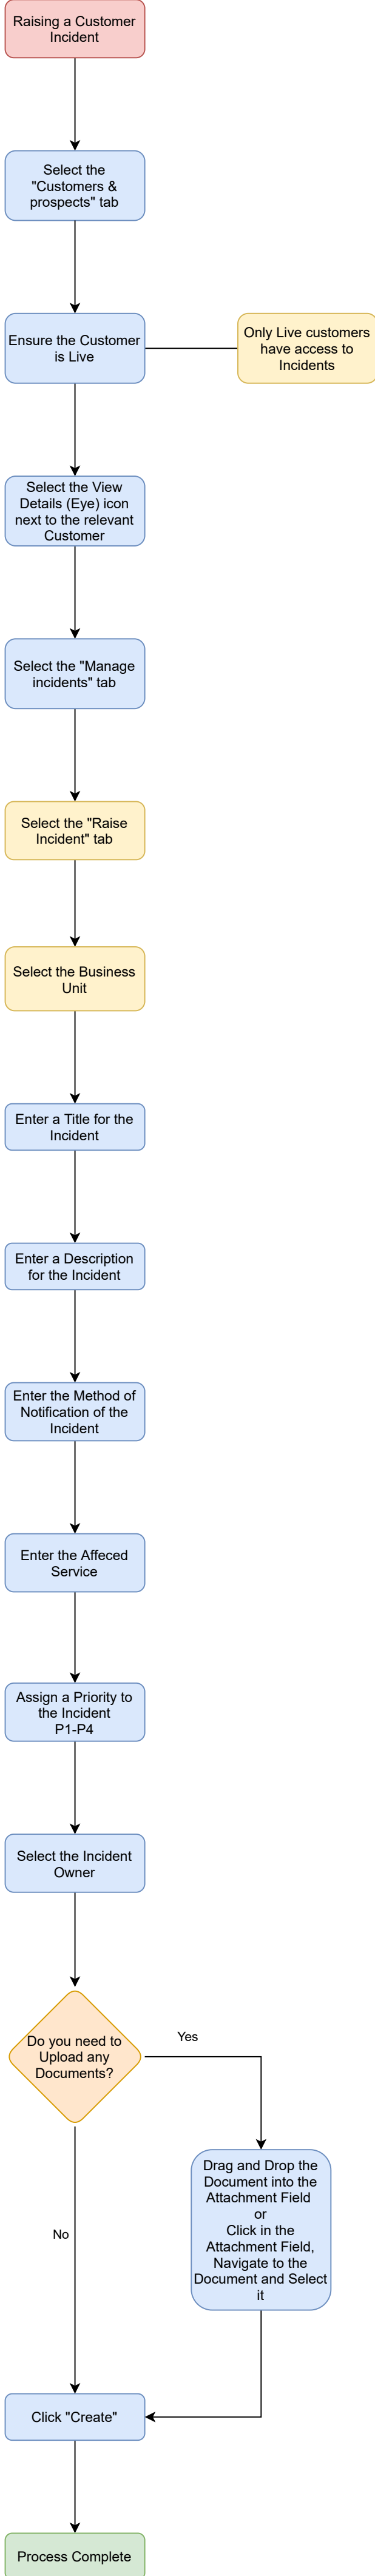 Raising a Customer
Incident
Select the
"Customers &
prospects" tab
Ensure the Customer
is Live
Only Live customers
have access to
Incidents
Select the View
Details (Eye) icon
next to the relevant
Customer
Select the "Manage
incidents" tab
Select the "Raise
Incident" tab
Select the Business
Unit
Enter a Title for the
Incident
Enter a Description
for the Incident
Enter the Method of
Notification of the
Incident
Enter the Affeced
Service
Assign a Priority to
the Incident
P1-P4
Select the Incident
Owner
Do you need to
Upload any
Documents?
Yes
Drag and Drop the
Document into the
Attachment Field
or
Click in the
Attachment Field,
Navigate to the
Document and Select
it
No
Click "Create"
Process Complete